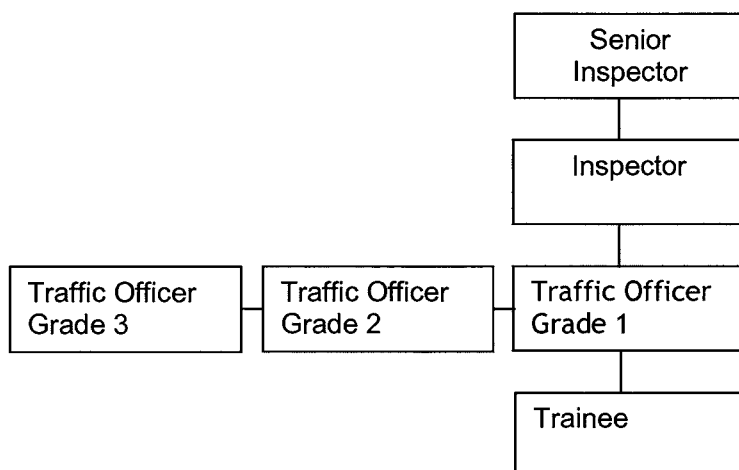 Senior
Inspector
Inspector
Traffic Officer
Grade 3
Traffic Officer
Grade 2
Traffic Officer
Grade 1
Trainee